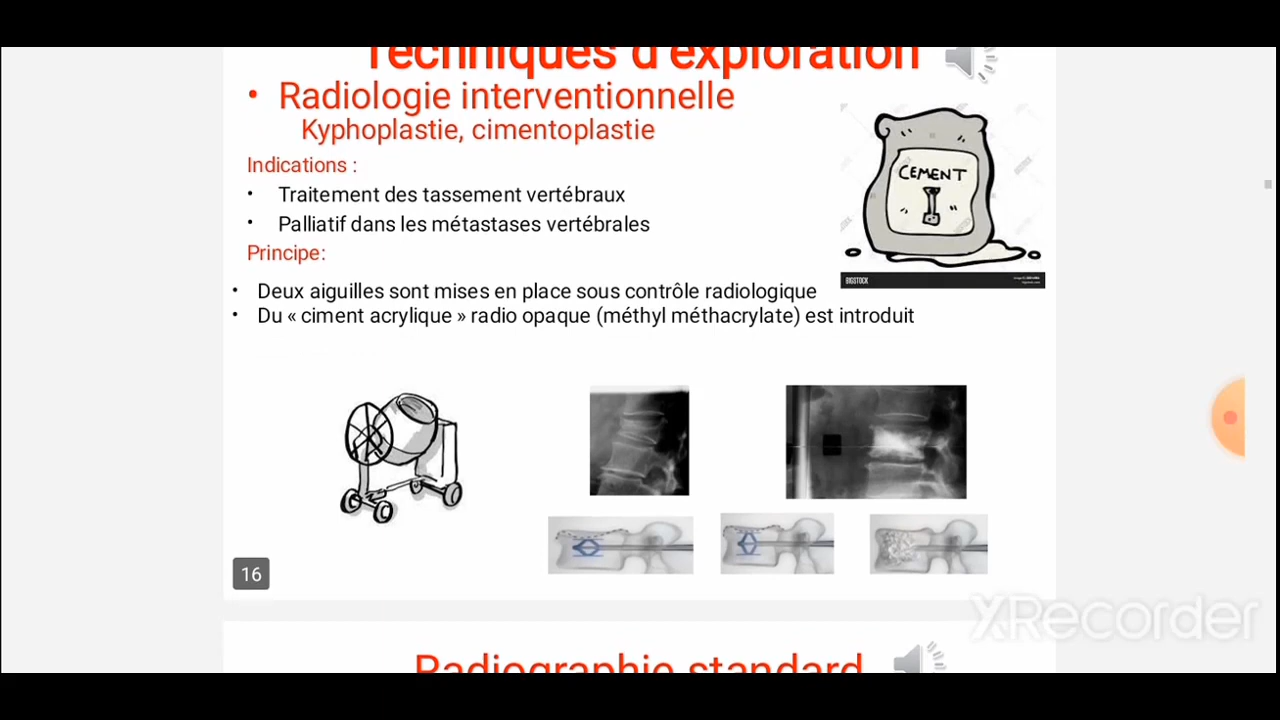 Techniques d'exploration
• Radiologie interventionnelle
Kyphoplastie, cimentoplastie
Indications :
• Traitement des tassement vertébraux
• Palliatif dans les métastases vertébrales
Principe:
• Deux aiguilles sont mises en place sous contrôle radiologique
• Du « ciment acrylique » radio opaque (méthyl méthacrylate) est introduit
CEMENT
BIGSTOCK
16
XRecorder
Radiographie standard